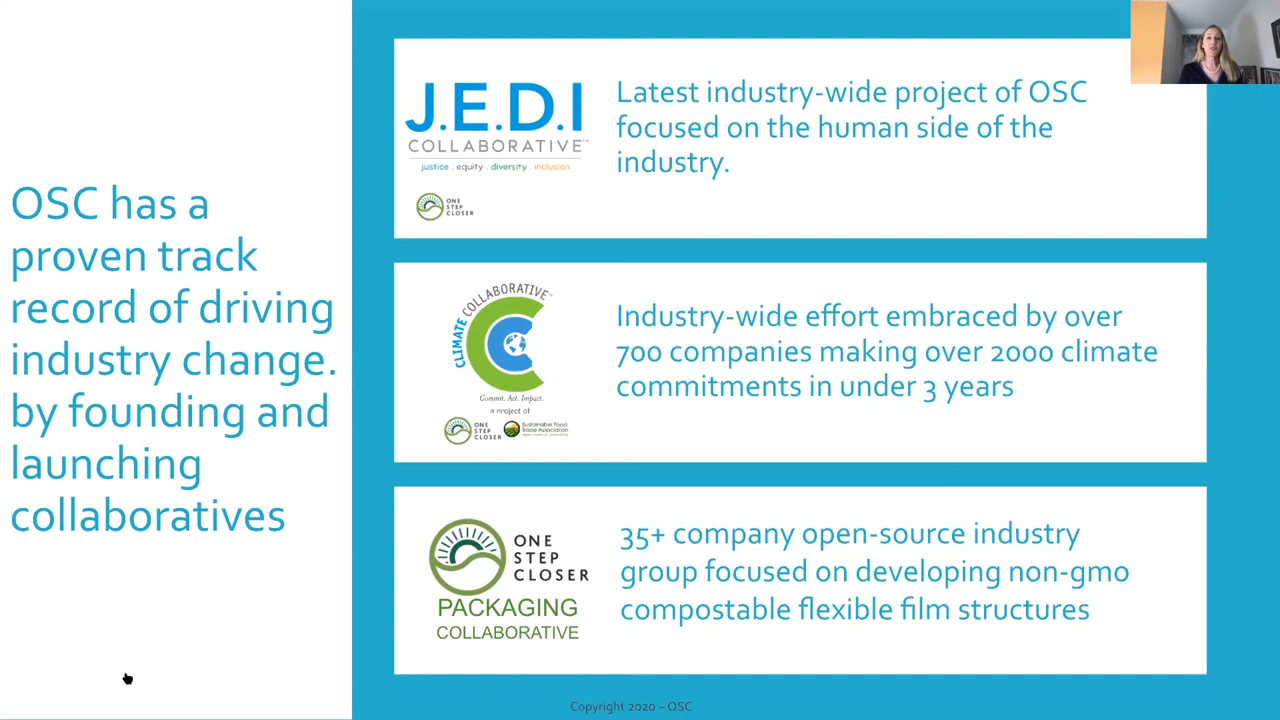 OSC has a
proven track
record of driving
industry change.
by founding and
launching
collaboratives
J.E.D.I
COLLABORATIVE™
justice . equity . diversity . inclusion
ONE
STEP
CLOSER
Latest industry-wide project of OSC
focused on the human side of the
industry.
CLIMATE COLLABORATIVE™
Commit. Act. Impact.
a project of
ONE
STEP
CLOSER
Sustainable Food
Trade Association
Industry-wide effort embraced by over
700 companies making over 2000 climate
commitments in under 3 years
ONE
STEP
CLOSER
PACKAGING
COLLABORATIVE
35+ company open-source industry
group focused on developing non-gmo
compostable flexible film structures
Copyright 2020 – OSC